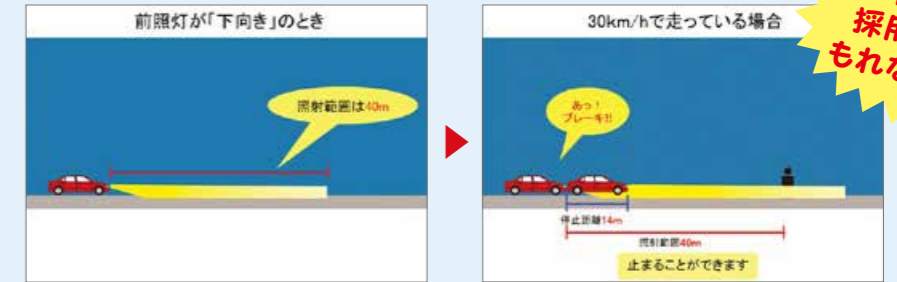 前照灯が「下向き」のとき
照射範囲は40m
30km/hで走っている場合
あっ!
ブレーキ!!
停止距離14m
照射範囲40m
止まることができます
採用
もれな